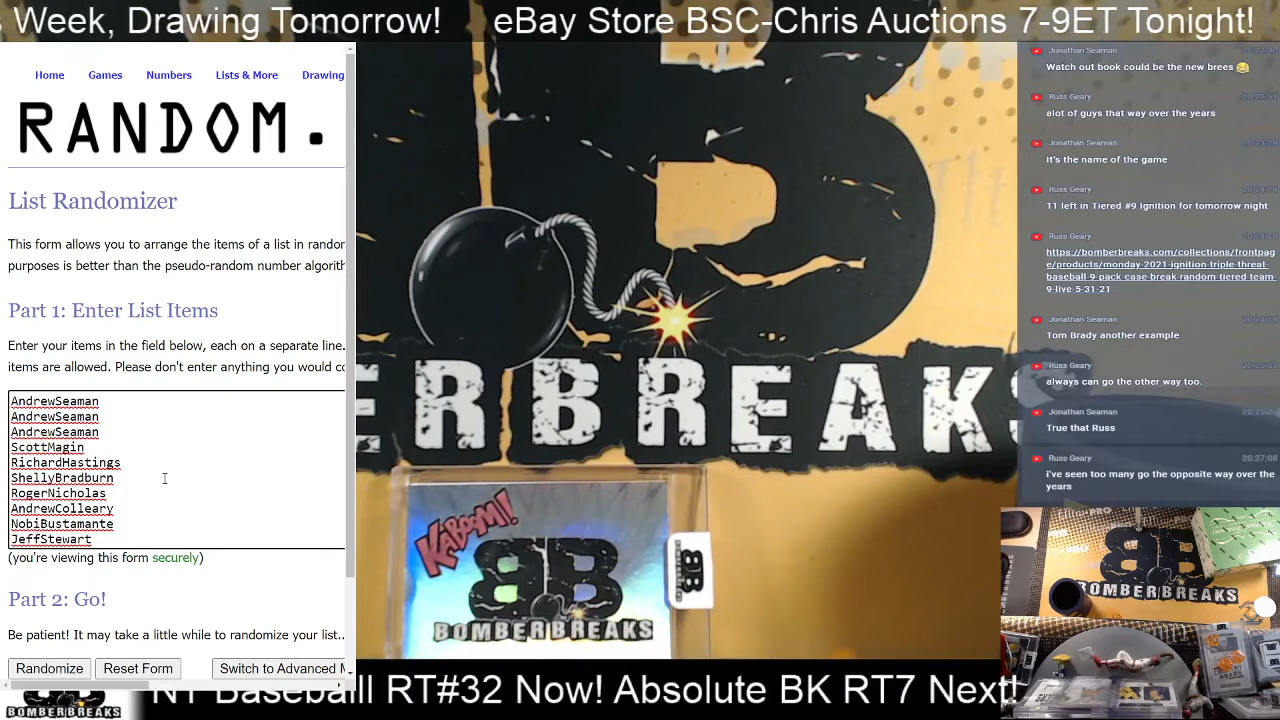 s Week, Drawing Tomorrow! eBay Store BSC-Chris Auctions 7-9ET Tonight!
Home Games Numbers Lists & More Drawing
RANDOM.
List Randomizer
This form allows you to arrange the items of a list in randor
purposes is better than the pseudo-random number algorith
Part 1: Enter List Items
Enter your items in the field below, each on a separate line.
items are allowed. Please don't enter anything you would co
AndrewSeaman
AndrewSeaman
AndrewSeaman
ScottMagin
RichardHastings
ShellyBradburn
RogerNicholas
AndrewColleary
NobiBustamante
JeffStewart
(you're viewing this form securely)
Part 2: Go!
Be patient! It may take a little while to randomize your list..
Randomize Reset Form Switch to Advanced M
B
ERBREAKS
KABOOM!
BB
BOMBERBREAKS
BB
Jonathan Seaman
Watch out book could be the new brees 😂
Russ Geary
alot of guys that way over the years
Jonathan Seaman
it's the name of the game
Russ Geary
11 left in Tiered #9 Ignition for tomorrow night
Russ Geary
https://bomberbreaks.com/collections/frontpag
e/products/monday-2021-ignition-triple-threat-
baseball-9-pack-case-break-random-tiered-team-
9-live-5-31-21
Jonathan Seaman
Tom Brady another example
Russ Geary
always can go the other way too.
Jonathan Seaman
True that Russ
Russ Geary
20:27:08
i've seen too many go the opposite way over the
years
BB
OMBERBREAKS
BOMBERBREAKS
NT Baseball RT#32 Now! Absolute BK RT7 Next!